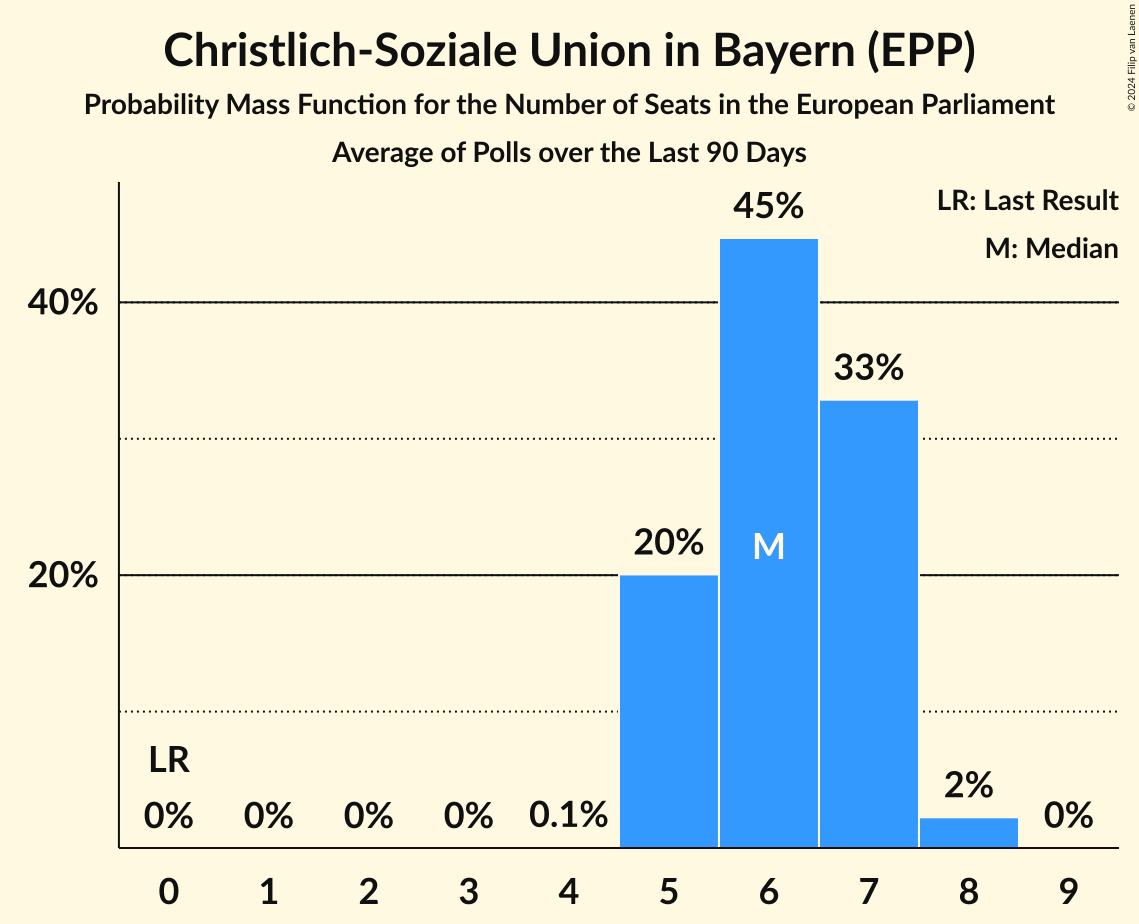 Christlich-Soziale Union in Bayern (EPP)
Probability Mass Function for the Number of Seats in the European Parliament
Average of Polls over the Last 90 Days
© 2024 Filip van Laenen
LR: Last Result
M: Median
45%
40%
33%
20%
M
20%
LR
0%
0%
0%
0%
0.1%
2%
0%
0 1 2 3 4 5 6 7 8 9